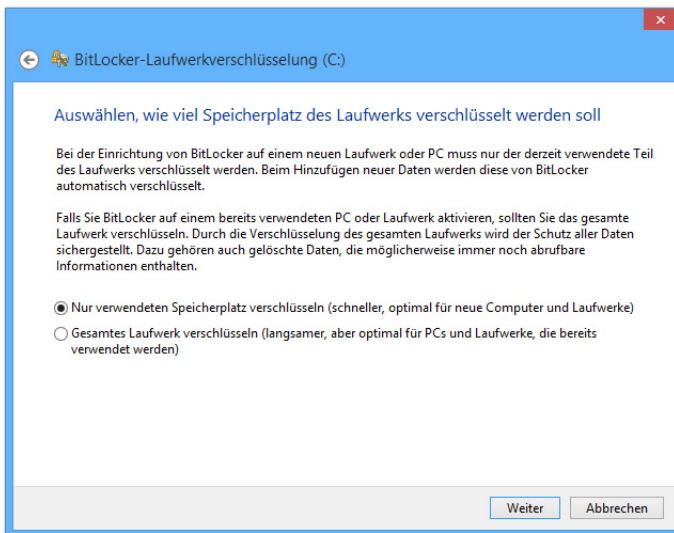 BitLocker-Laufwerkverschlüsselung (C:)
Auswählen, wie viel Speicherplatz des Laufwerks verschlüsselt werden soll
Bei der Einrichtung von BitLocker auf einem neuen Laufwerk oder PC muss nur der derzeit verwendete Teil
des Laufwerks verschlüsselt werden. Beim Hinzufügen neuer Daten werden diese von BitLocker
automatisch verschlüsselt.
Falls Sie BitLocker auf einem bereits verwendeten PC oder Laufwerk aktivieren, sollten Sie das gesamte
Laufwerk verschlüseln. Durch die Verschlüsselung des gesamten Laufwerks wird der Schutz aller Daten
sichergestellt. Dazu gehören auch gelöschte Daten, die möglicherweise immer noch abrufbare
Informationen enthalten.
Nur verwendeten Speicherplatz verschlüsseln (schneller, optimal für neue Computer und Laufwerke)
Gesamtes Laufwerk verschlüsseln (langsamer, aber optimal für PCs und Laufwerke, die bereits
verwendet werden)
Weiter Abbrechen